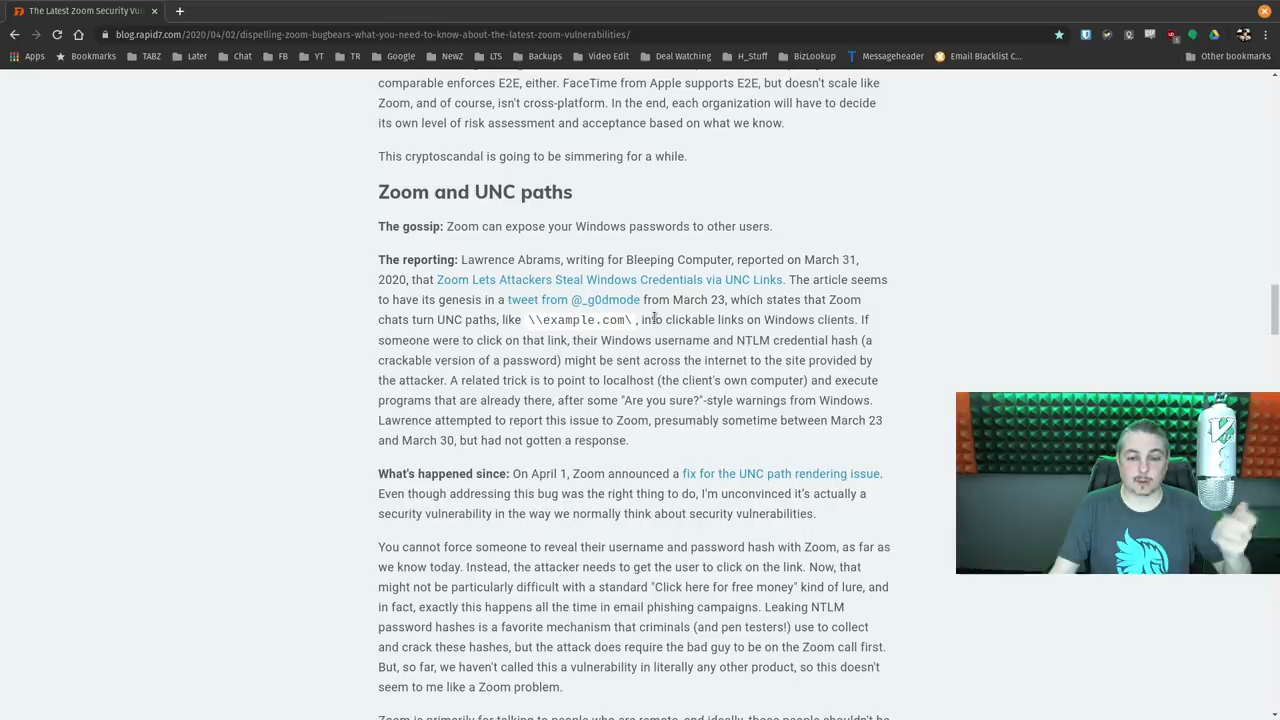 The Latest Zoom Security Vul
blog.rapid7.com/2020/04/02/dispelling-zoom-bugbears-what-you-need-to-know-about-the-latest-zoom-vulnerabilities/
Apps Bookmarks TABZ Later Chat FB YT TR Google NewZ LTS Backups Video Edit Deal Watching H_Stuff BizLookup Messageheader Email Blacklist C... Other bookmarks
comparable enforces E2E, either. FaceTime from Apple supports E2E, but doesn't scale like
Zoom, and of course, isn't cross-platform. In the end, each organization will have to decide
its own level of risk assessment and acceptance based on what we know.
This cryptoscandal is going to be simmering for a while.
Zoom and UNC paths
The gossip: Zoom can expose your Windows passwords to other users.
The reporting: Lawrence Abrams, writing for Bleeping Computer, reported on March 31,
2020, that Zoom Lets Attackers Steal Windows Credentials via UNC Links. The article seems
to have its genesis in a tweet from @_g0dmode from March 23, which states that Zoom
chats turn UNC paths, like \\example.com\ , into clickable links on Windows clients. If
someone were to click on that link, their Windows username and NTLM credential hash (a
crackable version of a password) might be sent across the internet to the site provided by
the attacker. A related trick is to point to localhost (the client's own computer) and execute
programs that are already there, after some "Are you sure?"-style warnings from Windows.
Lawrence attempted to report this issue to Zoom, presumably sometime between March 23
and March 30, but had not gotten a response.
What's happened since: On April 1, Zoom announced a fix for the UNC path rendering issue.
Even though addressing this bug was the right thing to do, I'm unconvinced it's actually a
security vulnerability in the way we normally think about security vulnerabilities.
You cannot force someone to reveal their username and password hash with Zoom, as far as
we know today. Instead, the attacker needs to get the user to click on the link. Now, that
might not be particularly difficult with a standard "Click here for free money" kind of lure, and
in fact, exactly this happens all the time in email phishing campaigns. Leaking NTLM
password hashes is a favorite mechanism that criminals (and pen testers!) use to collect
and crack these hashes, but the attack does require the bad guy to be on the Zoom call first.
But, so far, we haven't called this a vulnerability in literally any other product, so this doesn't
seem to me like a Zoom problem.
Zoom is primarily for talking to people who are remote, and ideally, those people shouldn't be